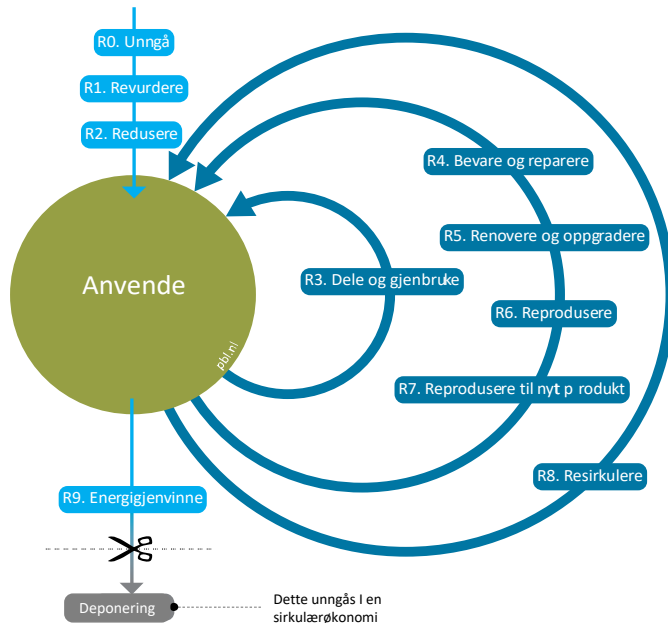 R0. Unngå
R1. Revurdere
R2. Redusere
R4. Bevare og reparere
R5. Renovere og oppgradere
R3. Dele og gjenbruke
Anvende
R6. Reprodusere
pbl.nl
R7. Reprodusere til nyt p rodukt
R8. Resirkulere
R9. Energigjenvinne
Deponering
Dette unngås I en
sirkulærøkonomi